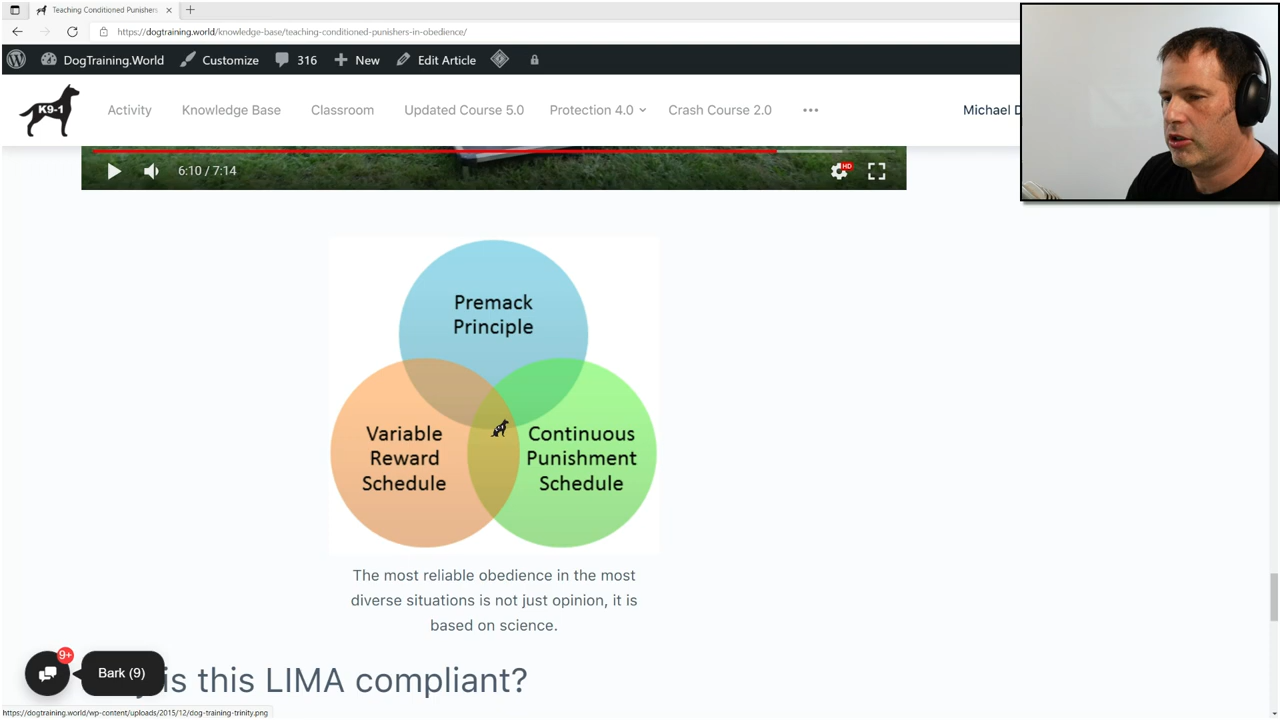 Teaching Conditioned Punishers
https://dogtraining.world/knowledge-base/teaching-conditioned-punishers-in-obedience/
DogTraining.World
Customize
316
New
Edit Article
K9-1
Activity
Knowledge Base
Classroom
Updated Course 5.0
Protection 4.0
Crash Course 2.0
Michael D
6:10 / 7:14
HD
Premack
Principle
Variable
Reward
Schedule
Continuous
Punishment
Schedule
The most reliable obedience in the most
diverse situations is not just opinion, it is
based on science.
9+
Bark (9)
is this LIMA compliant?
https://dogtraining.world/wp-content/uploads/2015/12/dog-training-trinity.png